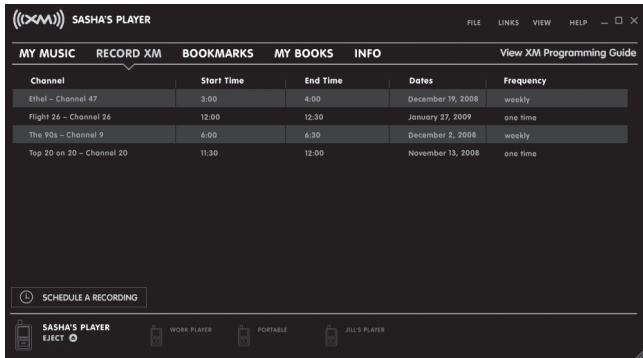 ((XM)) SASHA'S PLAYER
FILE LINKS VIEW HELP
MY MUSIC RECORD XM BOOKMARKS MY BOOKS INFO View XM Programming Guide
Channel Start Time End Time Dates Frequency
Ethel – Channel 47 3:00 4:00 December 19, 2008 weekly
Flight 26 – Channel 26 12:00 12:30 January 27, 2009 one time
The 90s – Channel 9 6:00 6:30 December 2, 2008 weekly
Top 20 on 20 – Channel 20 11:30 12:00 November 13, 2008 one time
SCHEDULE A RECORDING
SASHA'S PLAYER WORK PLAYER PORTABLE JILL'S PLAYER
EJECT